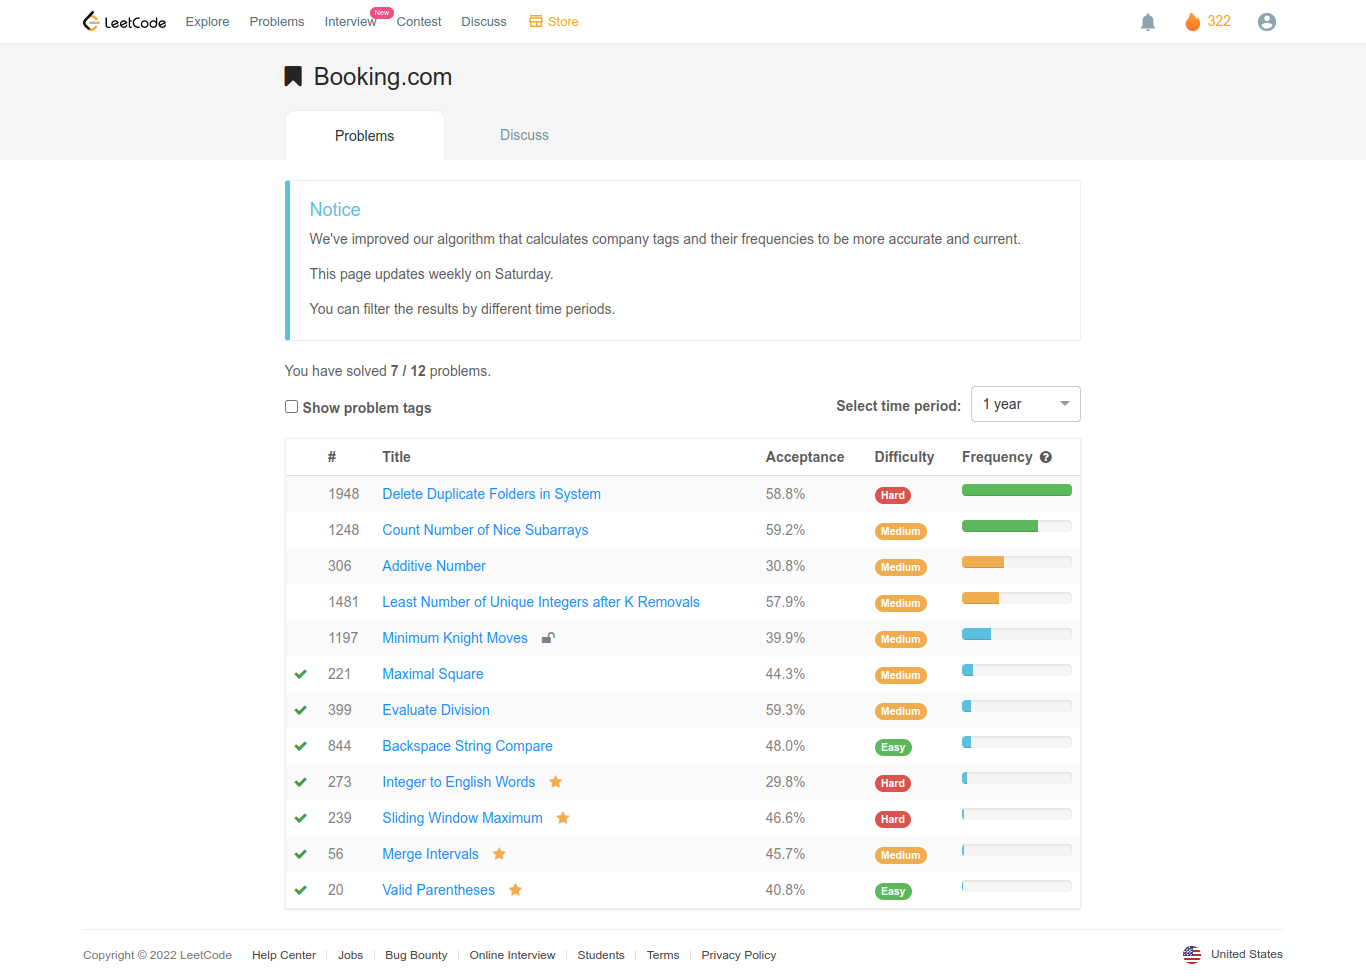 LeetCode Explore Problems Interview New Contest Discuss Store 322
Booking.com
Problems Discuss
Notice
We've improved our algorithm that calculates company tags and their frequencies to be more accurate and current.
This page updates weekly on Saturday.
You can filter the results by different time periods.
You have solved 7 / 12 problems.
Show problem tags Select time period: 1 year
# Title Acceptance Difficulty Frequency ?
1948 Delete Duplicate Folders in System 58.8% Hard
1248 Count Number of Nice Subarrays 59.2% Medium
306 Additive Number 30.8% Medium
1481 Least Number of Unique Integers after K Removals 57.9% Medium
1197 Minimum Knight Moves 39.9% Medium
221 Maximal Square 44.3% Medium
399 Evaluate Division 59.3% Medium
844 Backspace String Compare 48.0% Easy
273 Integer to English Words 29.8% Hard
239 Sliding Window Maximum 46.6% Hard
56 Merge Intervals 45.7% Medium
20 Valid Parentheses 40.8% Easy
Copyright © 2022 LeetCode Help Center Jobs Bug Bounty Online Interview Students Terms Privacy Policy United States